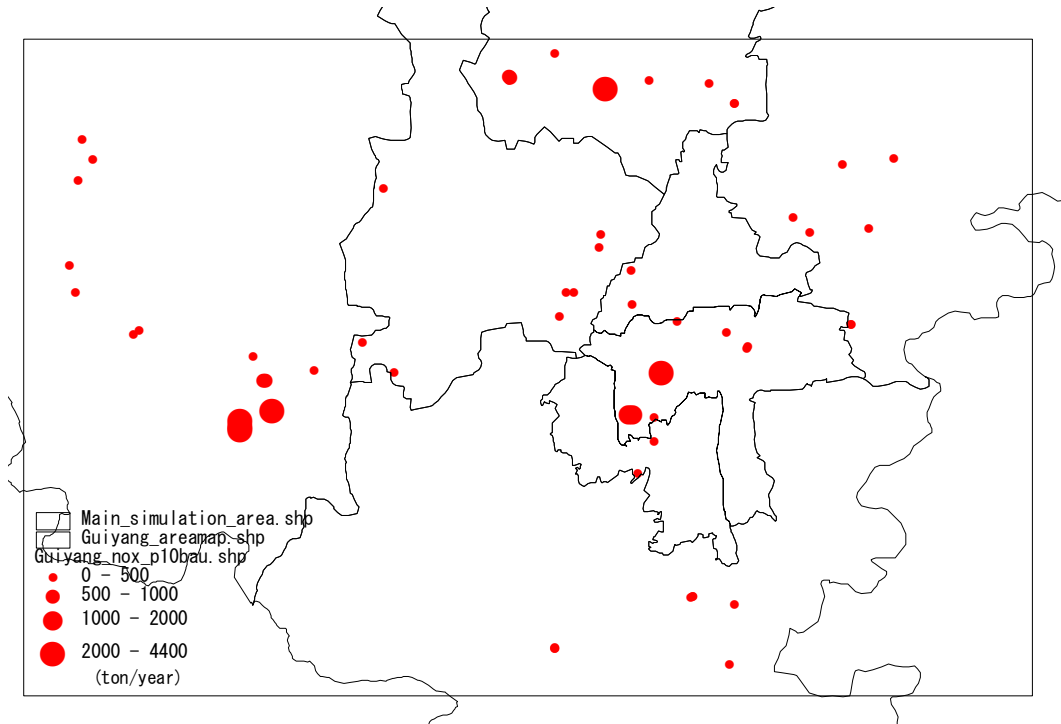 Main_simulation_area.shp
Guiyang_areamap.shp
Guiyang_nox_p10bau.shp
0 - 500
500 - 1000
1000 - 2000
2000 - 4400
(ton/year)